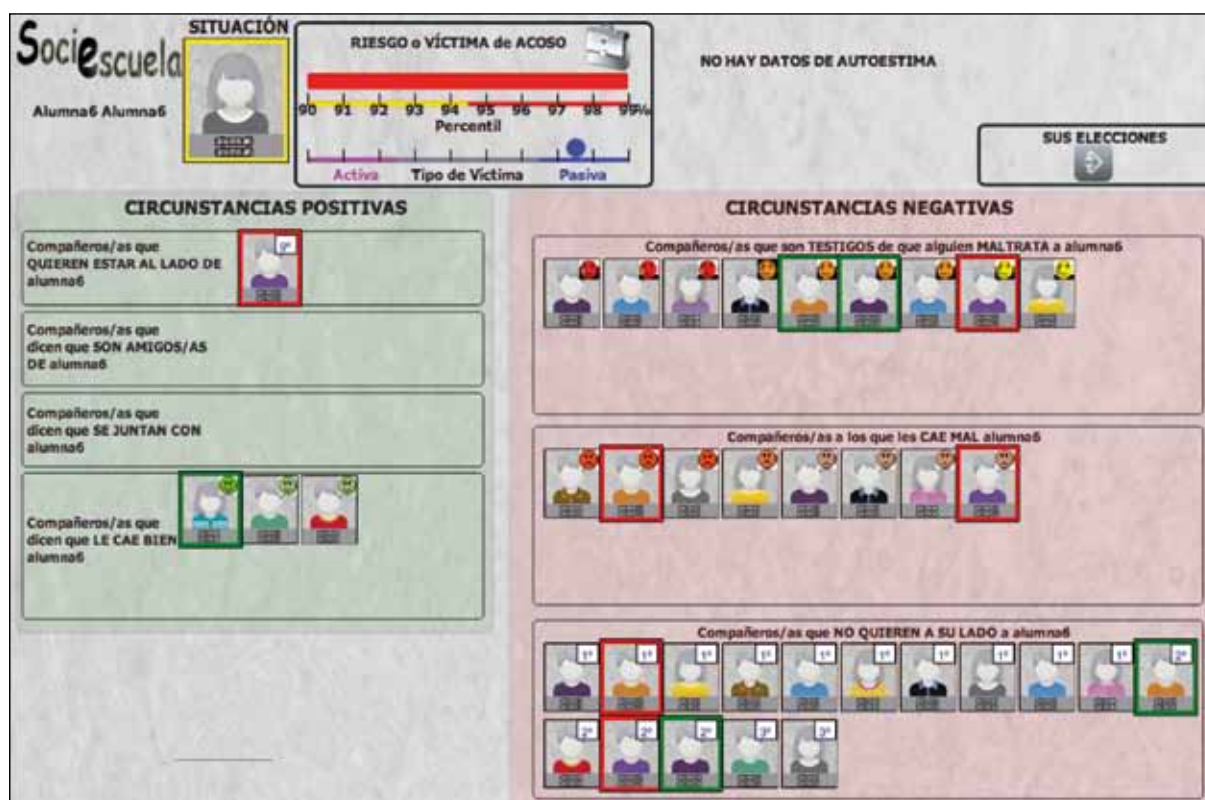 SITUACIÓN
Sociescuela
Alumna6 Alumna6
RIESGO o VÍCTIMA de ACOSO
90 91 92 93 94 95 96 97 98 99%
Percentil
Activa Tipo de Victima Pasiva
NO HAY DATOS DE AUTOESTIMA
SUS ELECCIONES
CIRCUNSTANCIAS POSITIVAS
Compañeros/as que
QUIEREN ESTAR AL LADO DE
alumna6
Compañeros/as que
dicen que SON AMIGOS/AS
DE alumna6
Compañeros/as que
dicen que SE JUNTAN CON
alumna6
Compañeros/as que
dicen que LE CAE BIEN
alumna6
CIRCUNSTANCIAS NEGATIVAS
Compañeros/as que son TESTIGOS de que alguien MALTRATA a alumna6
Compañeros/as a los que les CAE MAL alumna6
Compañeros/as que NO QUIEREN A SU LADO a alumna6
1º 1º 1º 1º 1º 1º 1º 1º 1º 1º 2º
2º 2º 2º 3º 3º